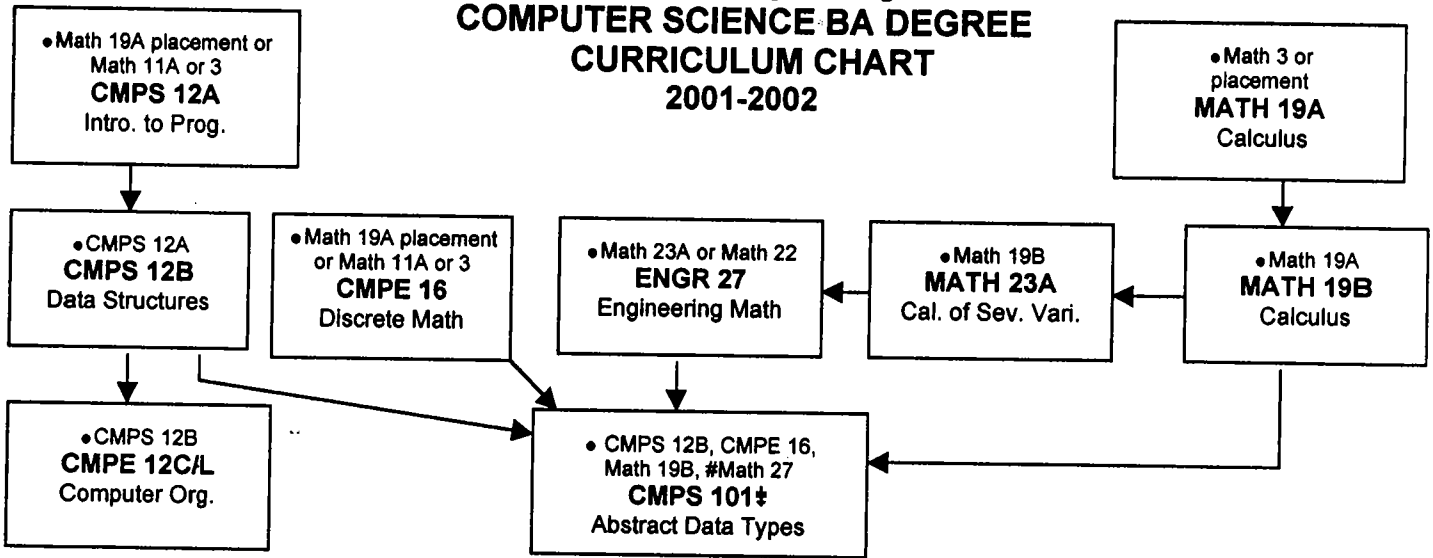 COMPUTER SCIENCE BA DEGREE
CURRICULUM CHART
2001-2002
•Math 19A placement or
Math 11A or 3
CMPS 12A
Intro. to Prog.
•Math 3 or
placement
MATH 19A
Calculus
•CMPS 12A
CMPS 12B
Data Structures
•Math 19A placement
or Math 11A or 3
CMPE 16
Discrete Math
•Math 23A or Math 22
ENGR 27
Engineering Math
•Math 19B
MATH 23A
Cal. of Sev. Vari.
•Math 19A
MATH 19B
Calculus
•CMPS 12B
CMPE 12C/L
Computer Org.
• CMPS 12B, CMPE 16,
Math 19B, #Math 27
CMPS 101‡
Abstract Data Types